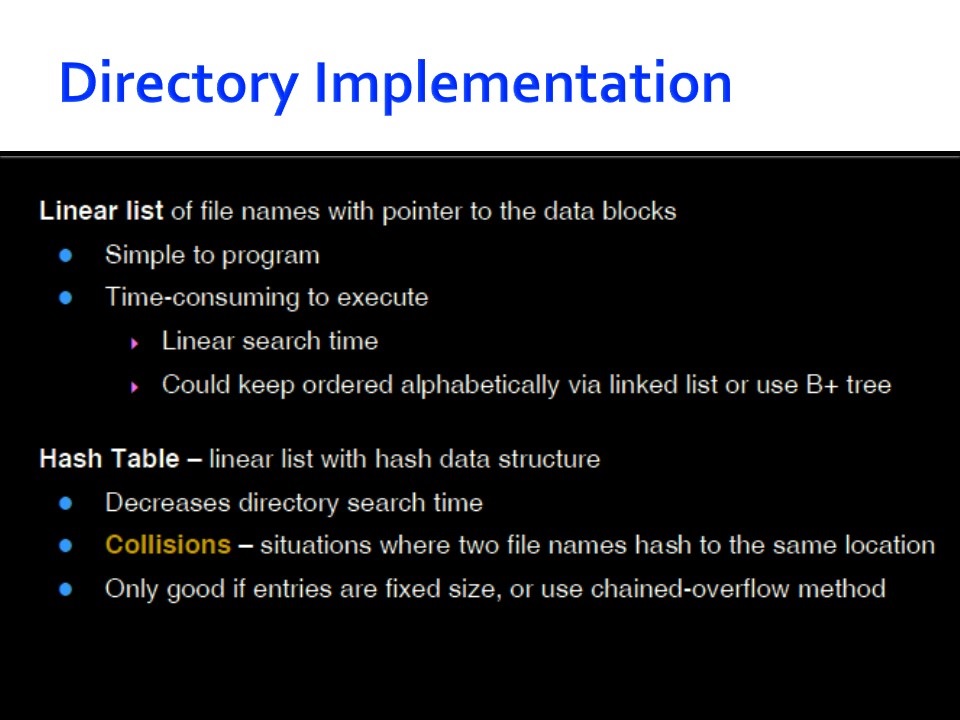 Directory Implementation
Linear list of file names with pointer to the data blocks
Simple to program
Time-consuming to execute
Linear search time
Could keep ordered alphabetically via linked list or use B+ tree
Hash Table – linear list with hash data structure
Decreases directory search time
Collisions – situations where two file names hash to the same location
Only good if entries are fixed size, or use chained-overflow method